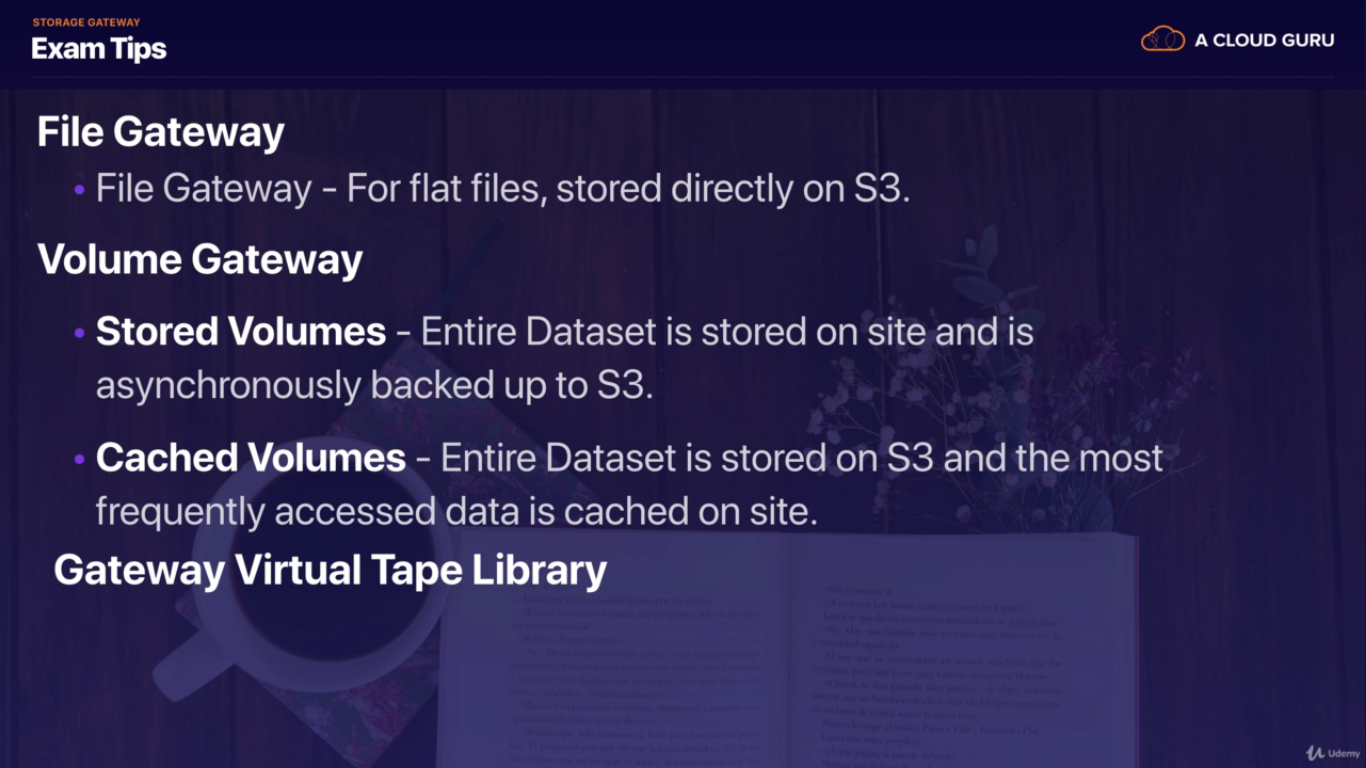 STORAGE GATEWAY
Exam Tips
A CLOUD GURU
File Gateway
• File Gateway - For flat files, stored directly on S3.
Volume Gateway
• Stored Volumes - Entire Dataset is stored on site and is
asynchronously backed up to S3.
• Cached Volumes - Entire Dataset is stored on S3 and the most
frequently accessed data is cached on site.
Gateway Virtual Tape Library
Udemy